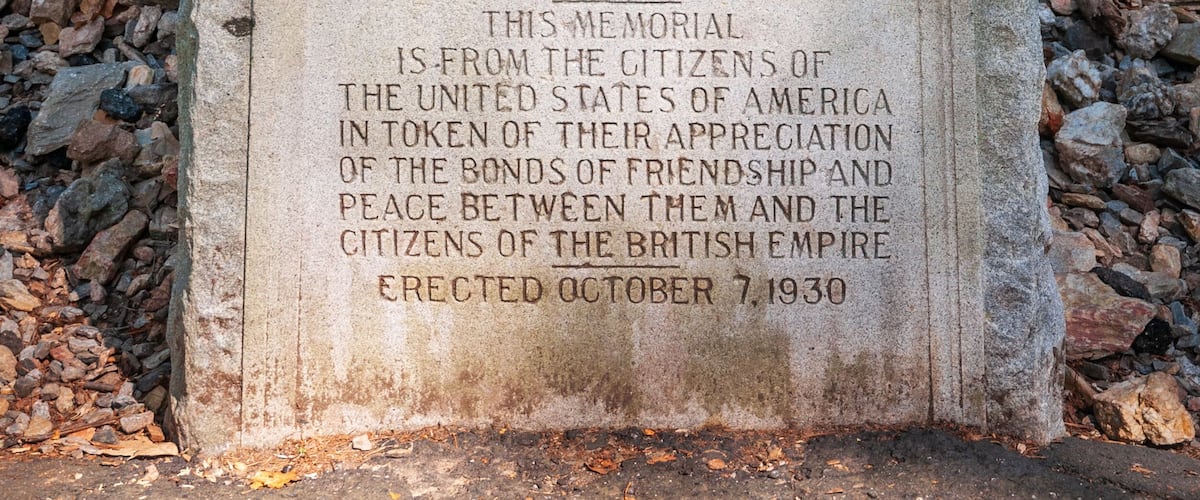 THIS MEMORIAL
IS FROM THE CITIZENS OF
THE UNITED STATES OF AMERICA
IN TOKEN OF THEIR APPRECIATION
OF THE BONDS OF FRIENDSHIP AND
PEACE BETWEEN THEM AND THE
CITIZENS OF THE BRITISH EMPIRE
ERECTED OCTOBER 7, 1930